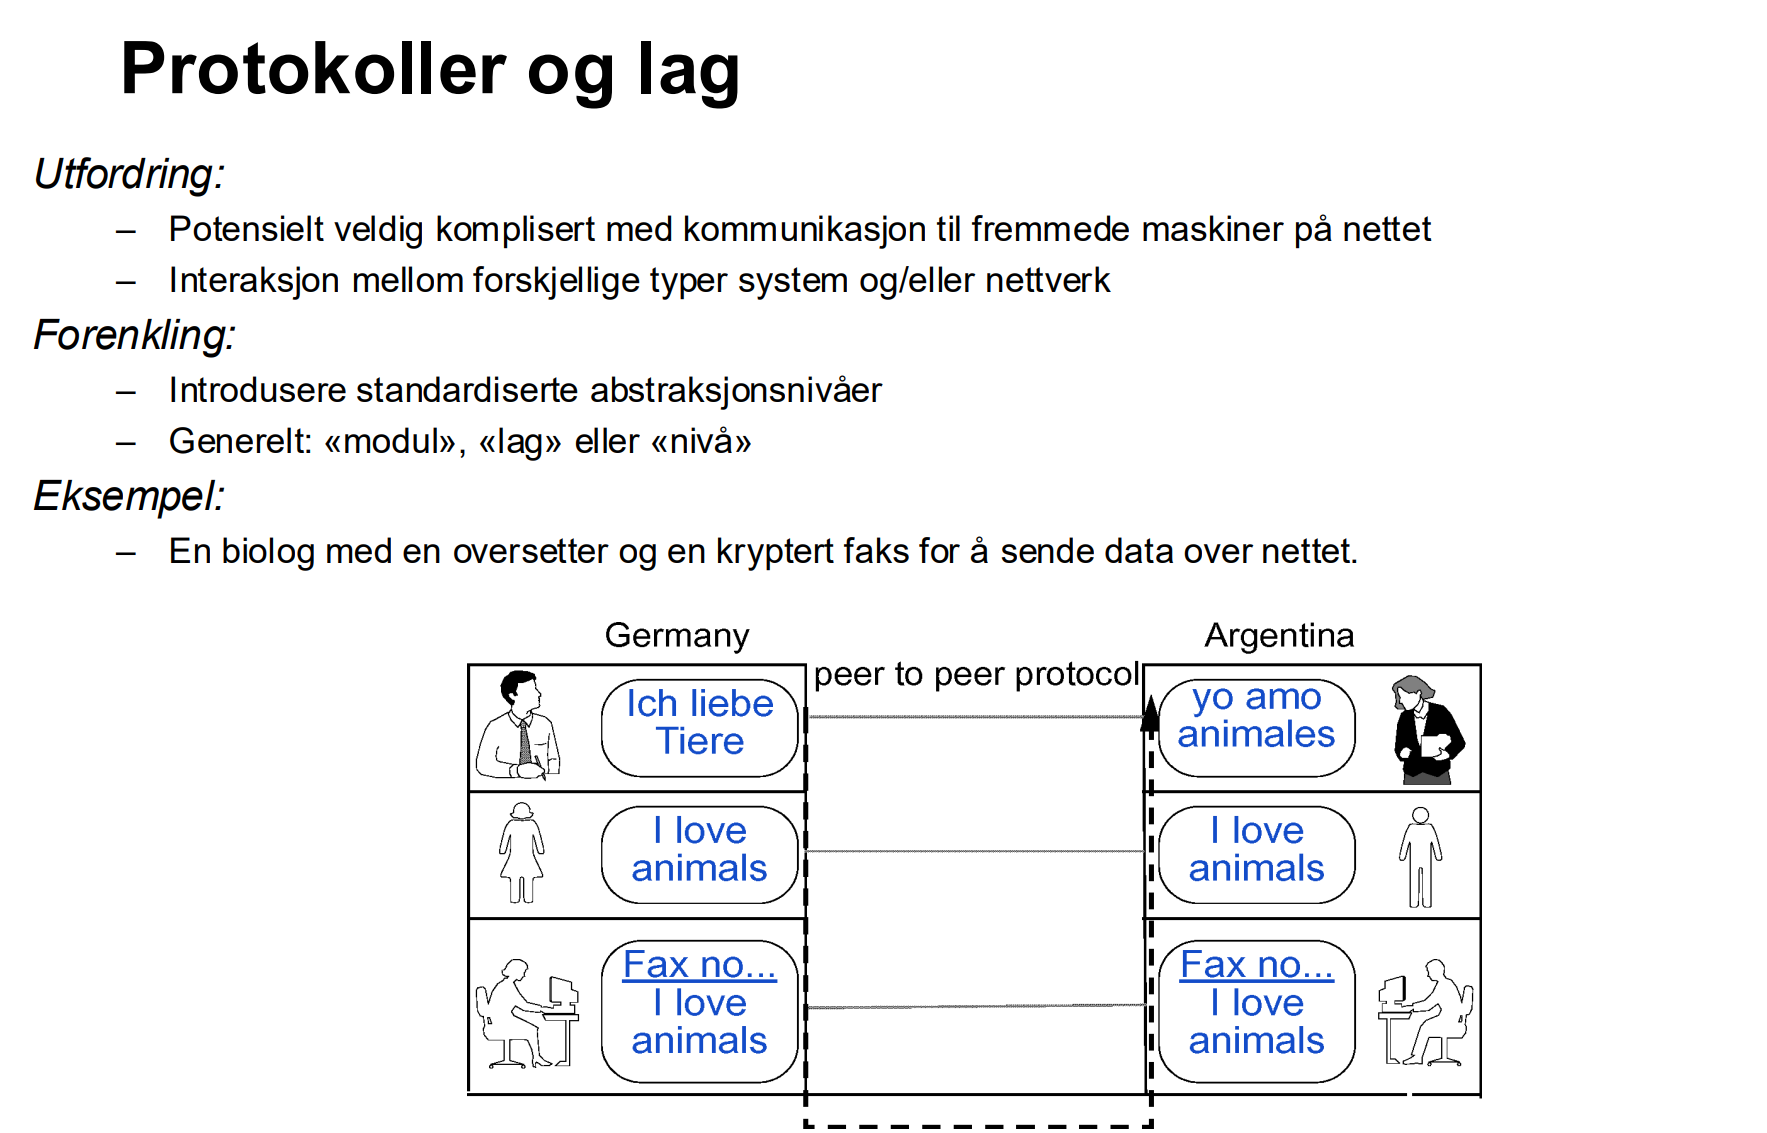 Protokoller og lag
Utfordring:
– Potensielt veldig komplisert med kommunikasjon til fremmede maskiner på nettet
– Interaksjon mellom forskjellige typer system og/eller nettverk
Forenkling:
– Introdusere standardiserte abstraksjonsnivåer
– Generelt: «modul», «lag» eller «nivå»
Eksempel:
– En biolog med en oversetter og en kryptert faks for å sende data over nettet.
Germany
Argentina
peer to peer protocol
Ich liebe
Tiere
yo amo
animales
I love
animals
I love
animals
Fax no...
I love
animals
Fax no...
I love
animals